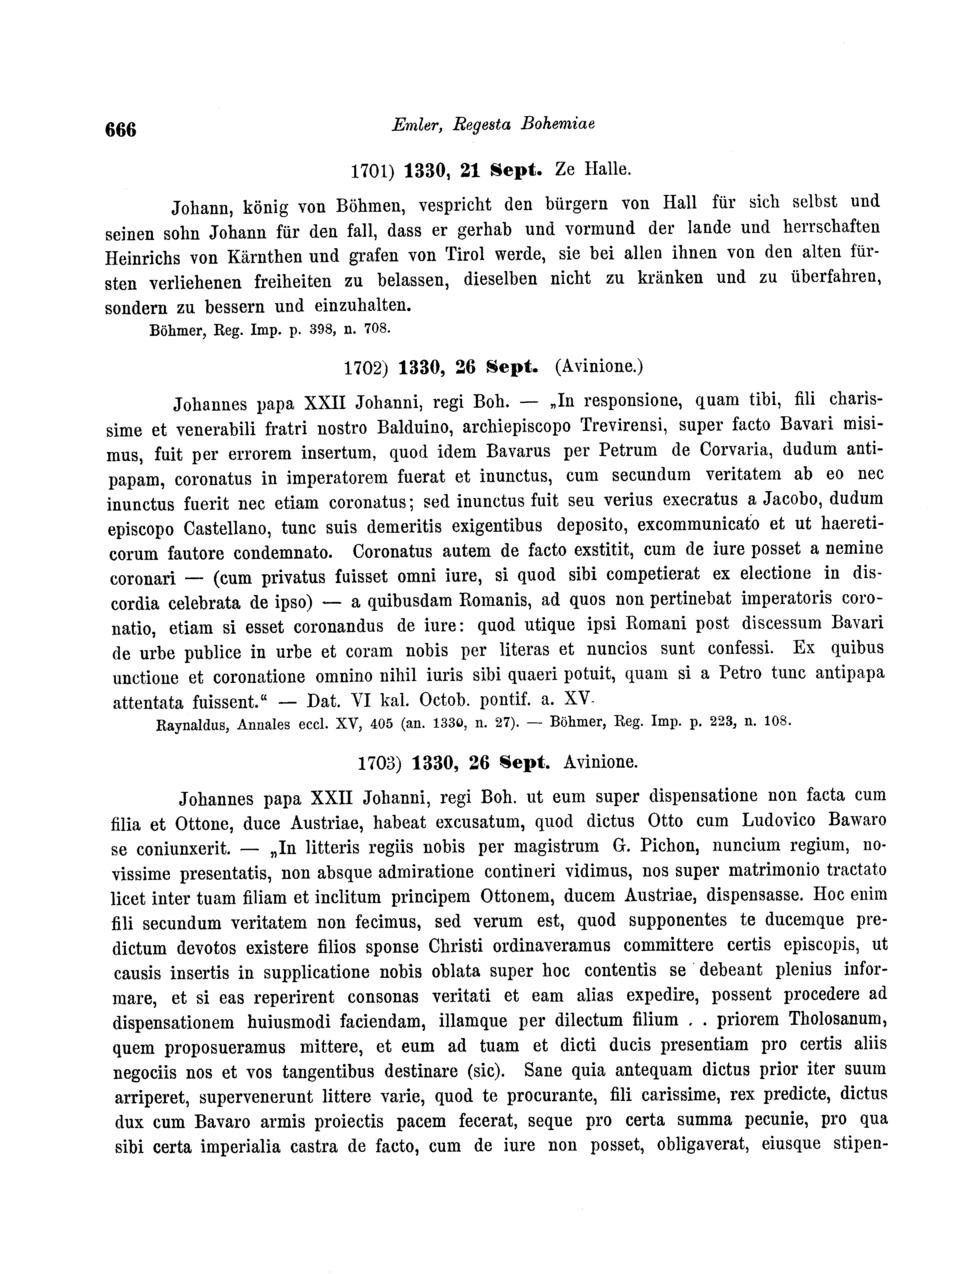 666
Emler, Regesta Bohemiae
1701) 1330, 21 Sept. Ze Halle.
Johann, könig von Böhmen, vespricht den bürgern von Hall für sich selbst und
seinen sohn Johann für den fall, dass er gerhab und vormund der lande und herrschaften
Heinrichs von Kärnthen und grafen von Tirol werde, sie bei allen ihnen von den alten für-
sten verliehenen freiheiten zu belassen, dieselben nicht zu kränken und zu überfahren,
sondern zu bessern und einzuhalten.
Böhmer, Reg. Imp. p. 398, n. 708.
1702) 1330, 26 Sept. (Avinione.)
Johannes papa XXII Johanni, regi Boh. — „In responsione, quam tibi, fili charis-
sime et venerabili fratri nostro Balduino, archiepiscopo Trevirensi, super facto Bavari misi-
mus, fuit per errorem insertum, quod idem Bavarus per Petrum de Corvaria, dudum anti-
papam, coronatus in imperatorem fuerat et inunctus, cum secundum veritatem ab eo nec
inunctus fuerit nec etiam coronatus; sed inunctus fuit seu verius execratus a Jacobo, dudum
episcopo Castellano, tunc suis demeritis exigentibus deposito, excommunicato et ut haereti-
corum fautore condemnato. Coronatus autem de facto exstitit, cum de iure posset a nemine
coronari — (cum privatus fuisset omni iure, si quod sibi competierat ex electione in dis-
cordia celebrata de ipso) — a quibusdam Romanis, ad quos non pertinebat imperatoris coro-
natio, etiam si esset coronandus de iure: quod utique ipsi Romani post discessum Bavari
de urbe publice in urbe et coram nobis per literas et nuncios sunt confessi. Ex quibus
unctione et coronatione omnino nihil iuris sibi quaeri potuit, quam si a Petro tunc antipapa
attentata fuissent.“ — Dat. VI kal. Octob. pontif. a. XV.
Raynaldus, Annales eccl. XV, 405 (an. 1330, n. 27). — Böhmer, Reg. Imp. p. 223, n. 108.
1703) 1330, 26 Sept. Avinione.
Johannes papa XXII Johanni, regi Boh. ut eum super dispensatione non facta cum
filia et Ottone, duce Austriae, habeat excusatum, quod dictus Otto cum Ludovico Bawaro
se coniunxerit. — „In litteris regiis nobis per magistrum G. Pichon, nuncium regium, no-
vissime presentatis, non absque admiratione contineri vidimus, nos super matrimonio tractato
licet inter tuam filiam et inclitum principem Ottonem, ducem Austriae, dispensasse. Hoc enim
fili secundum veritatem non fecimus, sed verum est, quod supponentes te ducemque pre-
dictum devotos existere filios sponse Christi ordinaveramus committere certis episcopis, ut
causis insertis in supplicatione nobis oblata super hoc contentis se debeant plenius infor-
mare, et si eas reperirent consonas veritati et eam alias expedire, possent procedere ad
dispensationem huiusmodi faciendam, illamque per dilectum filium . . priorem Tholosanum,
quem proposueramus mittere, et eum ad tuam et dicti ducis presentiam pro certis aliis
negociis nos et vos tangentibus destinare (sic). Sane quia antequam dictus prior iter suum
arriperet, supervenerunt littere varie, quod te procurante, fili carissime, rex predicte, dictus
dux cum Bavaro armis proiectis pacem fecerat, seque pro certa summa pecunie, pro qua
sibi certa imperialia castra de facto, cum de iure non posset, obligaverat, eiusque stipen-